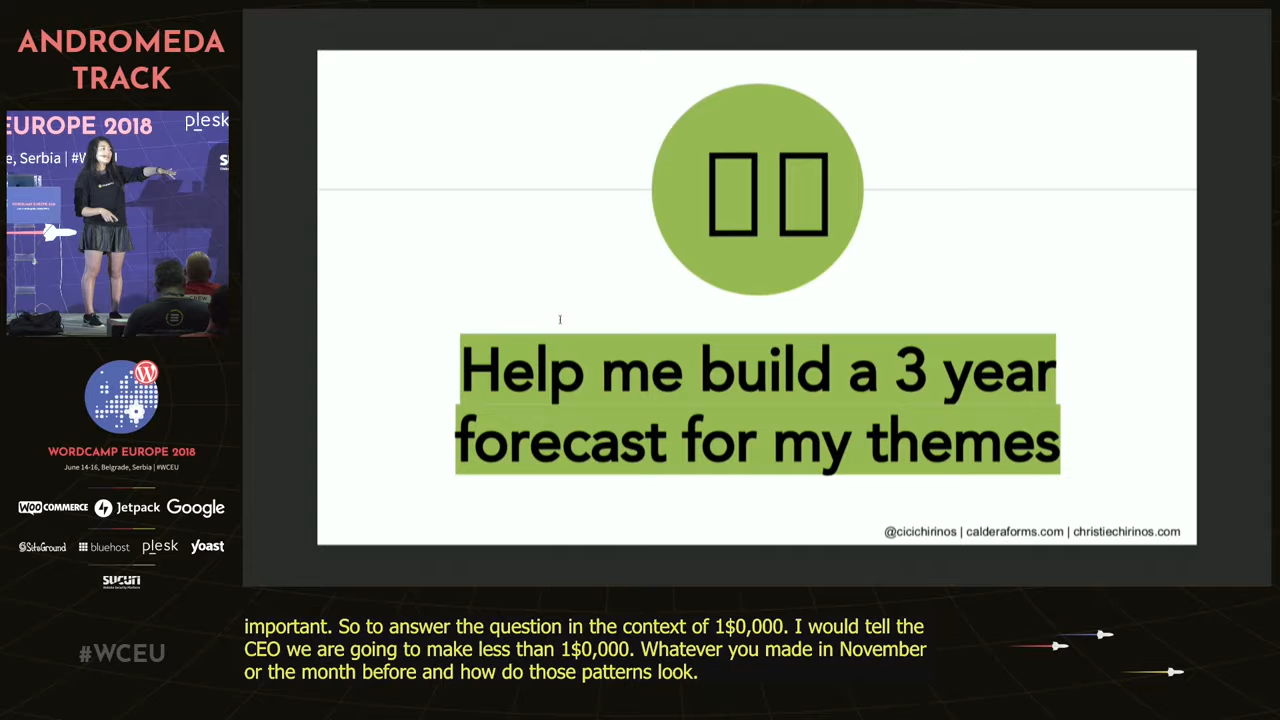 ANDROMEDA
TRACK
EUROPE 2018
plesk
e, Serbia | #W
U
WORDCAMP EUROPE 2018
June 14-16, Belgrade, Serbia | #WCEU
WOO COMMERCE
Jetpack
Google
SiteGround
bluehost
plesk
yoast
SUCURI
#WCEU
Help me build a 3 year
forecast for my themes
@cicichirinos | calderaforms.com | christiechirinos.com
important. So to answer the question in the context of 1$0,000. I would tell the
CEO we are going to make less than 1$0,000. Whatever you made in November
or the month before and how do those patterns look.